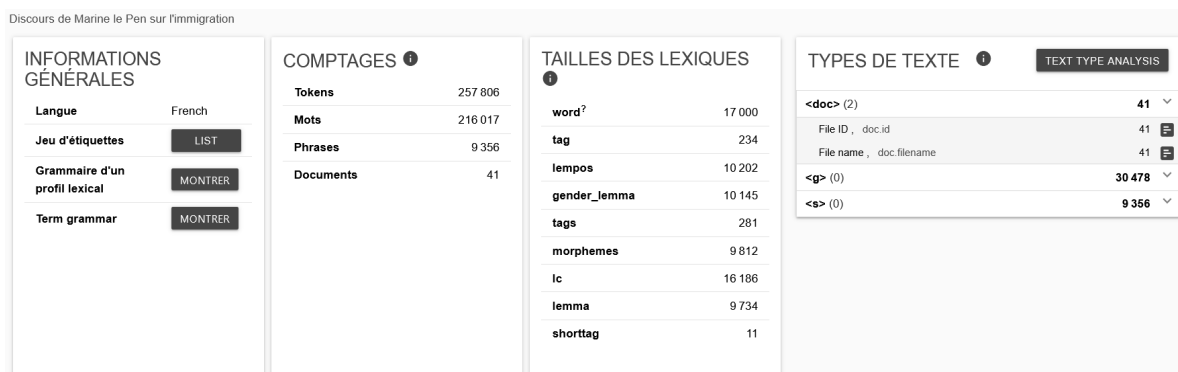 Discours de Marine le Pen sur l'immigration
INFORMATIONS
GÉNÉRALES
Langue French
Jeu d'étiquettes LIST
Grammaire d'un
profil lexical MONTRER
Term grammar MONTRER
COMPTAGES i
Tokens 257 806
Mots 216 017
Phrases 9 356
Documents 41
TAILLES DES LEXIQUES
i
word? 17 000
tag 234
lempos 10 202
gender_lemma 10 145
tags 281
morphemes 9 812
lc 16 186
lemma 9 734
shorttag 11
TYPES DE TEXTE i TEXT TYPE ANALYSIS
<doc> (2) 41
File ID , doc.id 41
File name , doc.filename 41
<g> (0) 30 478
<s> (0) 9 356